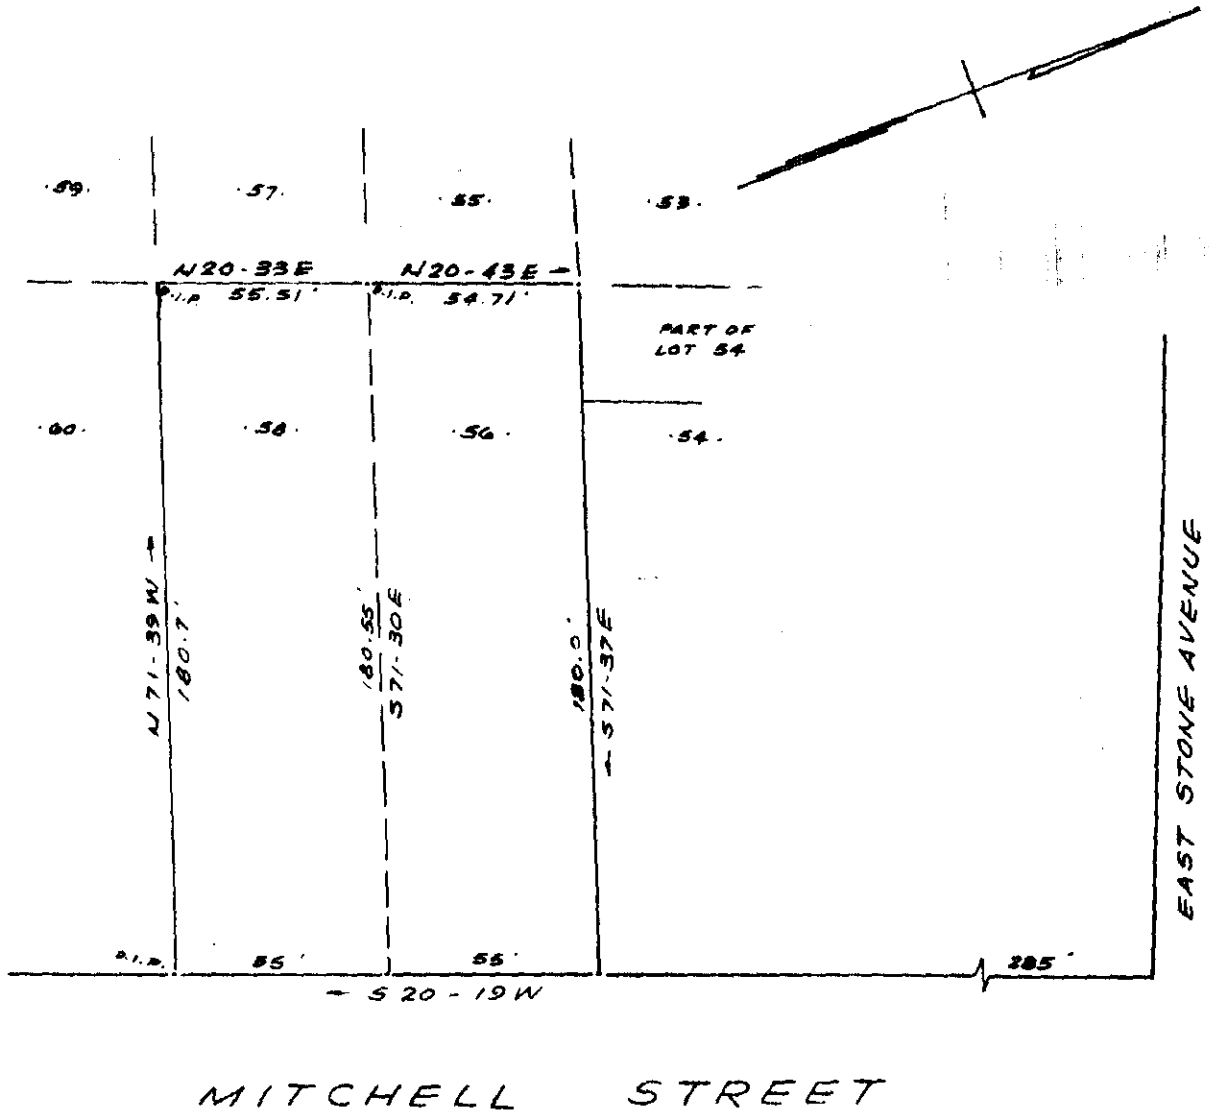 .59.
.57.
.55.
.53.
N20-33E
N20-43E
O.I.P. 55.51'
O.I.P. 54.71'
PART OF
LOT 54
.60.
.58.
.56.
.54.
N71-39W
180.7'
180.55'
S71-30E
180.0'
S71-37E
EAST STONE AVENUE
O.I.P.
55'
55'
285'
S20-19W
MITCHELL STREET